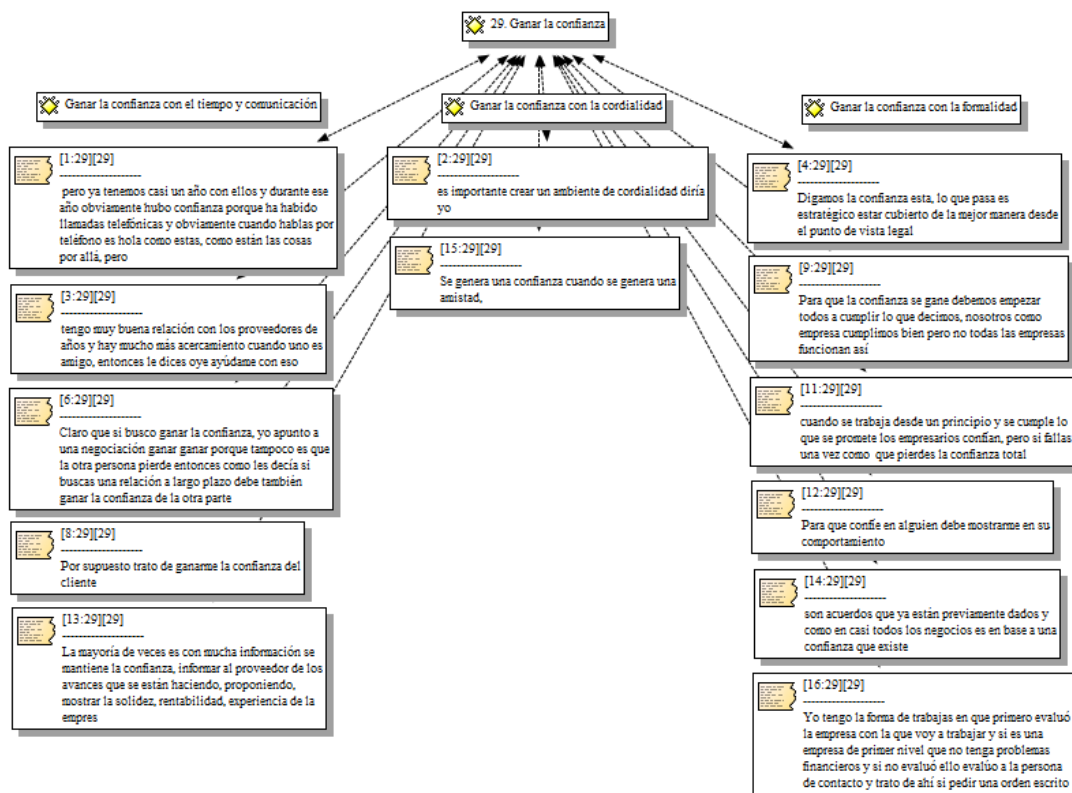 29. Ganar la confianza
Ganar la confianza con el tiempo y comunicación
[1:29][29]
--------------------
pero ya tenemos casi un año con ellos y durante ese
año obviamente hubo confianza porque ha habido
llamadas telefónicas y obviamente cuando hablas por
teléfono es hola como estas, como están las cosas
por allá, pero
[3:29][29]
--------------------
tengo muy buena relación con los proveedores de
años y hay mucho más acercamiento cuando uno es
amigo, entonces le dices oye ayúdame con eso
[6:29][29]
--------------------
Claro que si busco ganar la confianza, yo apunto a
una negociación ganar ganar porque tampoco es que
la otra persona pierde entonces como les decía si
buscas una relación a largo plazo debe también
ganar la confianza de la otra parte
[8:29][29]
--------------------
Por supuesto trato de ganarme la confianza del
cliente
[13:29][29]
--------------------
La mayoría de veces es con mucha información se
mantiene la confianza, informar al proveedor de los
avances que se están haciendo, proponiendo,
mostrar la solidez, rentabilidad, experiencia de la
empres
Ganar la confianza con la cordialidad
[2:29][29]
--------------------
es importante crear un ambiente de cordialidad diría
yo
[15:29][29]
--------------------
Se genera una confianza cuando se genera una
amistad,
Ganar la confianza con la formalidad
[4:29][29]
--------------------
Digamos la confianza esta, lo que pasa es
estratégico estar cubierto de la mejor manera desde
el punto de vista legal
[9:29][29]
--------------------
Para que la confianza se gane debemos empezar
todos a cumplir lo que decimos, nosotros como
empresa cumplimos bien pero no todas las empresas
funcionan así
[11:29][29]
--------------------
cuando se trabaja desde un principio y se cumple lo
que se promete los empresarios confían, pero si fallas
una vez como que pierdes la confianza total
[12:29][29]
--------------------
Para que confíe en alguien debe mostrarme en su
comportamiento
[14:29][29]
--------------------
son acuerdos que ya están previamente dados y
como en casi todos los negocios es en base a una
confianza que existe
[16:29][29]
--------------------
Yo tengo la forma de trabajas en que primero evaluó
la empresa con la que voy a trabajar y si es una
empresa de primer nivel que no tenga problemas
financieros y si no evaluó ello evalúo a la persona
de contacto y trato de ahí si pedir una orden escrito